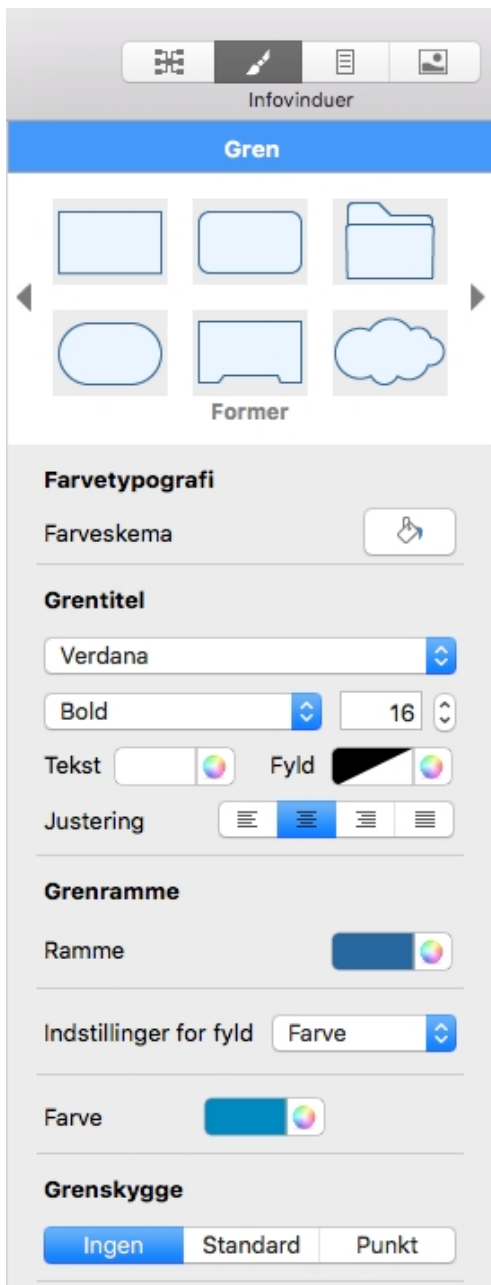 Infovinduer
Gren
Former
Farvetypografi
Farveskema
Grentitel
Verdana
Bold 16
Tekst Fyld
Justering
Grenramme
Ramme
Indstillinger for fyld Farve
Farve
Grenskygge
Ingen Standard Punkt